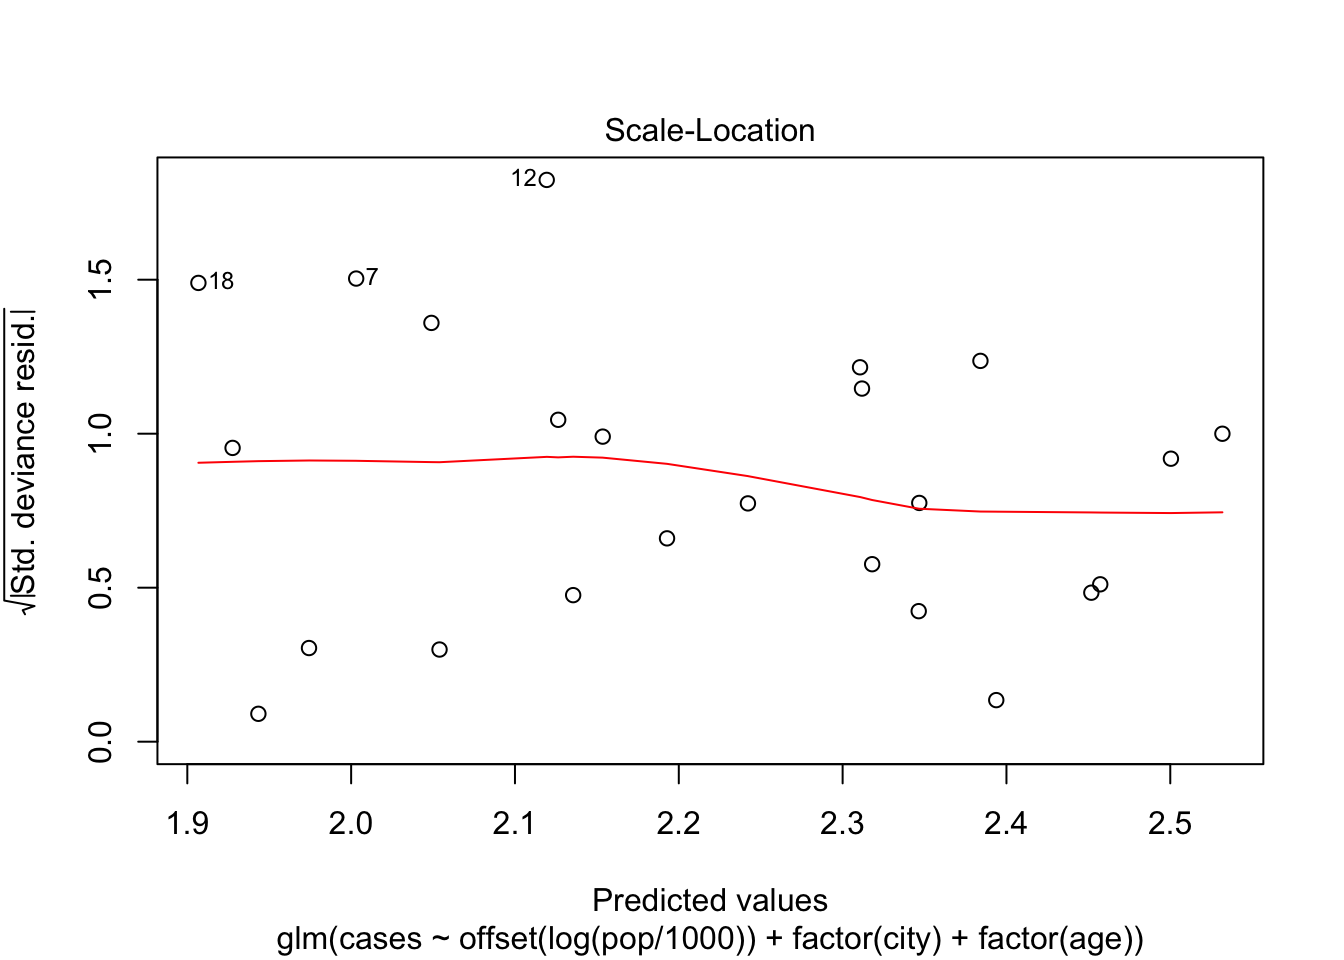 Scale-Location
12
18
7
√|Std. deviance resid.|
0.0 0.5 1.0 1.5
1.9 2.0 2.1 2.2 2.3 2.4 2.5
Predicted values
glm(cases ~ offset(log(pop/1000)) + factor(city) + factor(age))